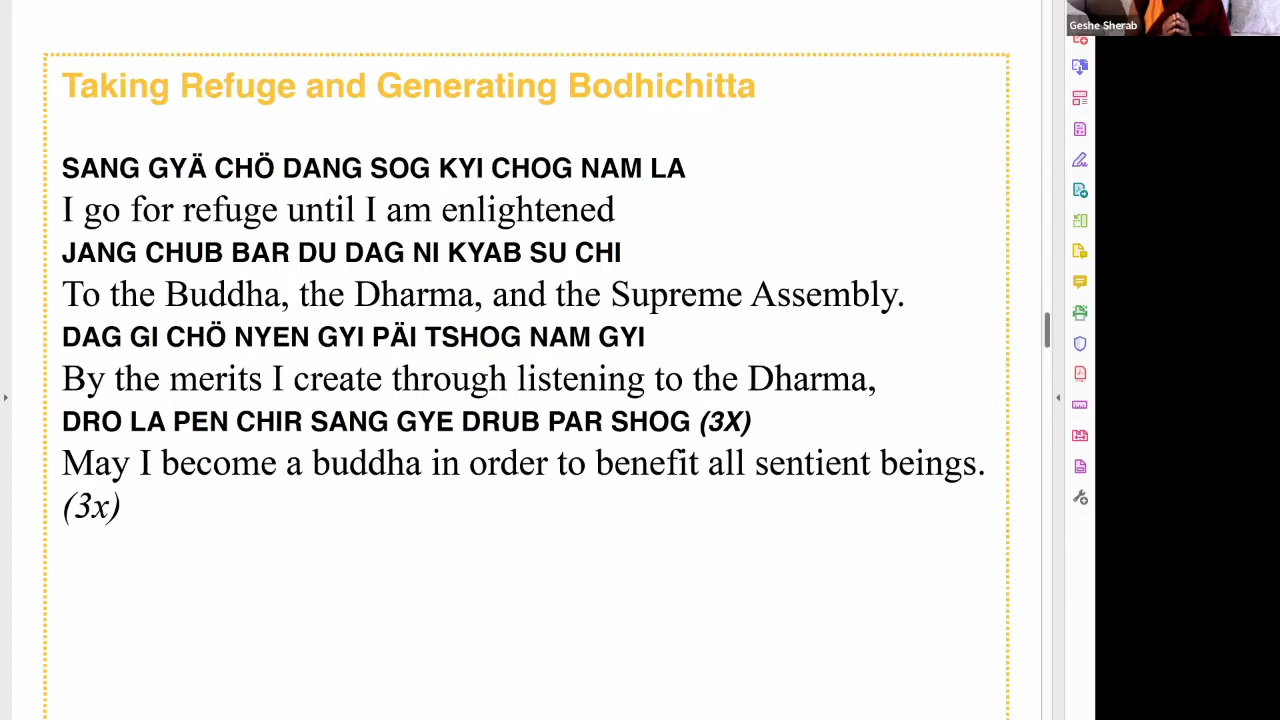 Geshe Sherab
Taking Refuge and Generating Bodhichitta
SANG GYÄ CHÖ DANG SOG KYI CHOG NAM LA
I go for refuge until I am enlightened
JANG CHUB BAR DU DAG NI KYAB SU CHI
To the Buddha, the Dharma, and the Supreme Assembly.
DAG GI CHÖ NYEN GYI PÄI TSHOG NAM GYI
By the merits I create through listening to the Dharma,
DRO LA PEN CHIR SANG GYE DRUB PAR SHOG (3X)
May I become a buddha in order to benefit all sentient beings.
(3x)